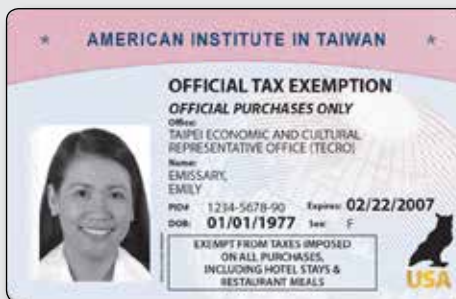 AMERICAN INSTITUTE IN TAIWAN
OFFICIAL TAX EXEMPTION
OFFICIAL PURCHASES ONLY
Office:
TAIPEI ECONOMIC AND CULTURAL
REPRESENTATIVE OFFICE (TECRO)
Name:
EMISSARY,
EMILY
PID# 1234-5678-90 Expires: 02/22/2007
DOB: 01/01/1977 Sex: F
EXEMPT FROM TAXES IMPOSED
ON ALL PURCHASES,
INCLUDING HOTEL STAYS &
RESTAURANT MEALS
USA